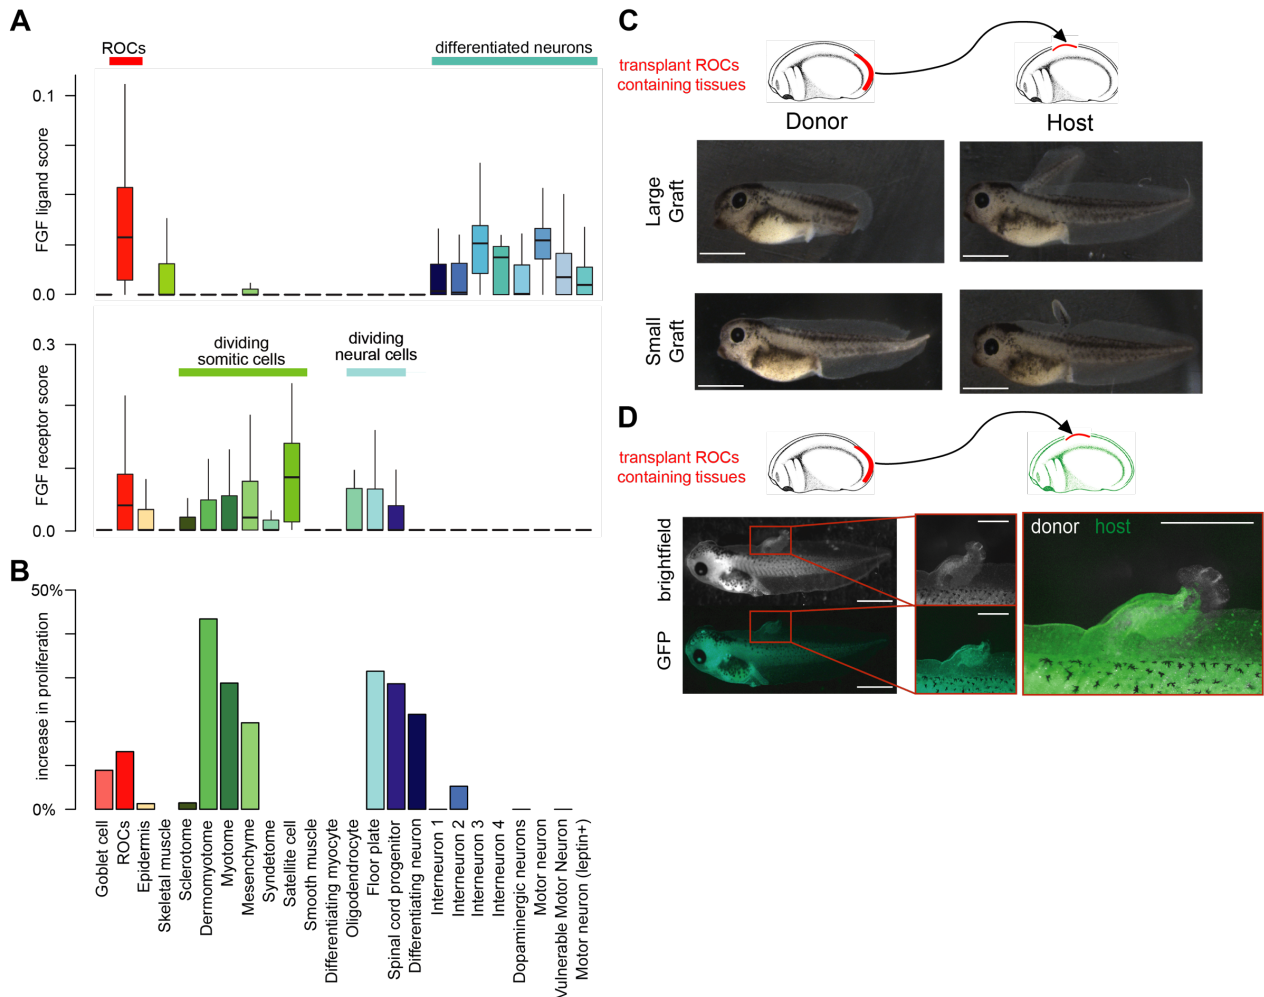 A
ROCs
differentiated neurons
FGF ligand score
0.1
0.0
dividing
somitic cells
dividing
neural cells
FGF receptor score
0.3
0.0
B
increase in proliferation
50%
0%
Goblet cell
ROCs
Epidermis
Skeletal muscle
Sclerotome
Dermomyotome
Myotome
Mesenchyme
Syndetome
Satellite cell
Smooth muscle
Differentiating myocyte
Oligodendrocyte
Floor plate
Spinal cord progenitor
Differentiating neuron
Interneuron 1
Interneuron 2
Interneuron 3
Interneuron 4
Dopaminergic neurons
Motor neuron
Vulnerable Motor Neuron
Motor neuron (leptin+)
C
transplant ROCs
containing tissues
Donor
Host
Large
Graft
Small
Graft
D
transplant ROCs
containing tissues
brightfield
GFP
donor host